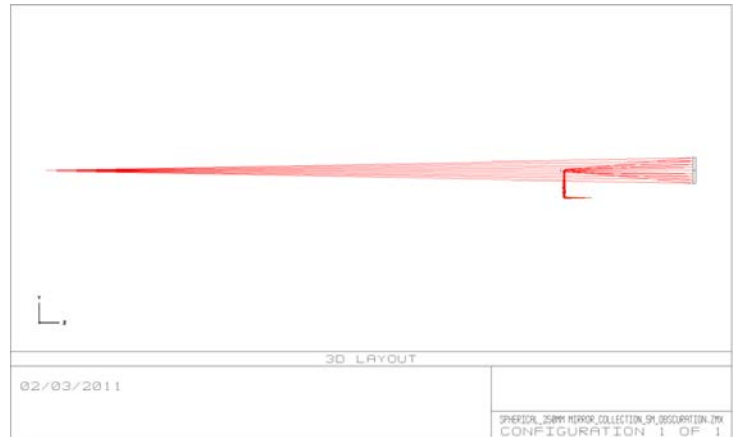 Y
Z
3D LAYOUT
02/03/2011
SPHERICAL_250MM MIRROR_COLLECTION_SM_OBSCURATION.ZMX
CONFIGURATION 1 OF 1